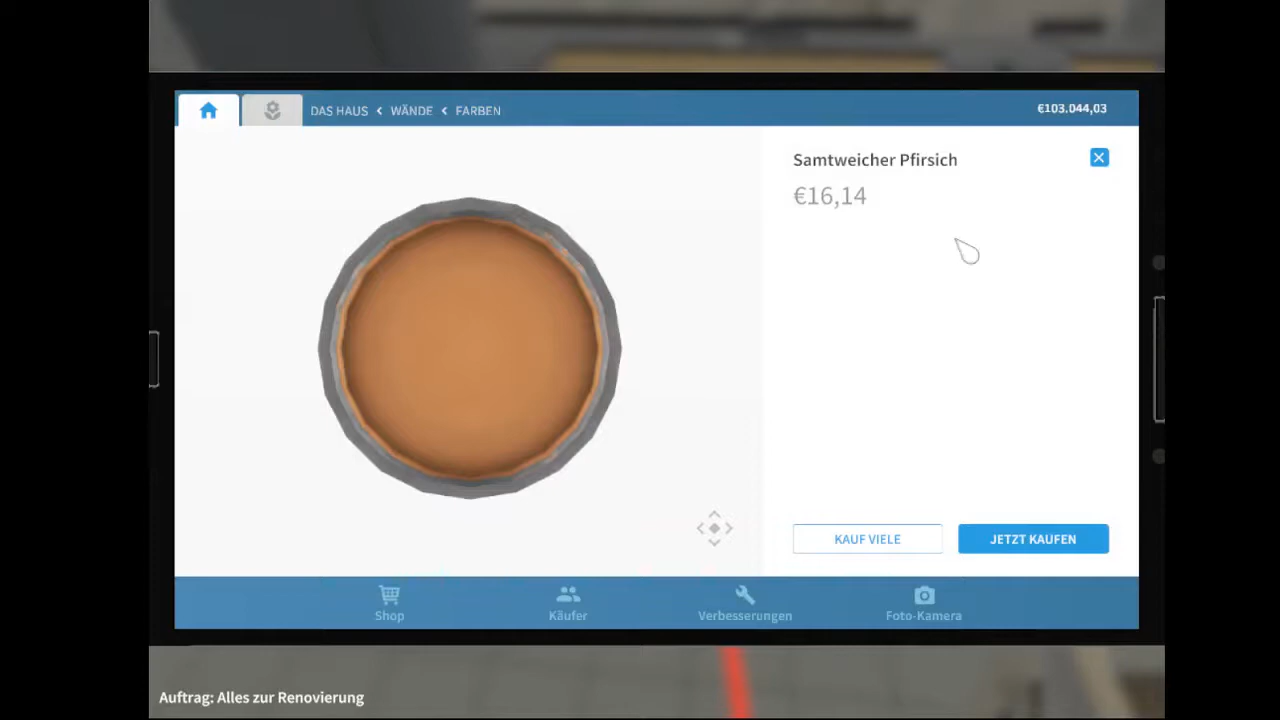 DAS HAUS < WÄNDE < FARBEN
€103.044,03
Samtweicher Pfirsich
€16,14
KAUF VIELE
JETZT KAUFEN
Shop
Käufer
Verbesserungen
Foto-Kamera
Auftrag: Alles zur Renovierung